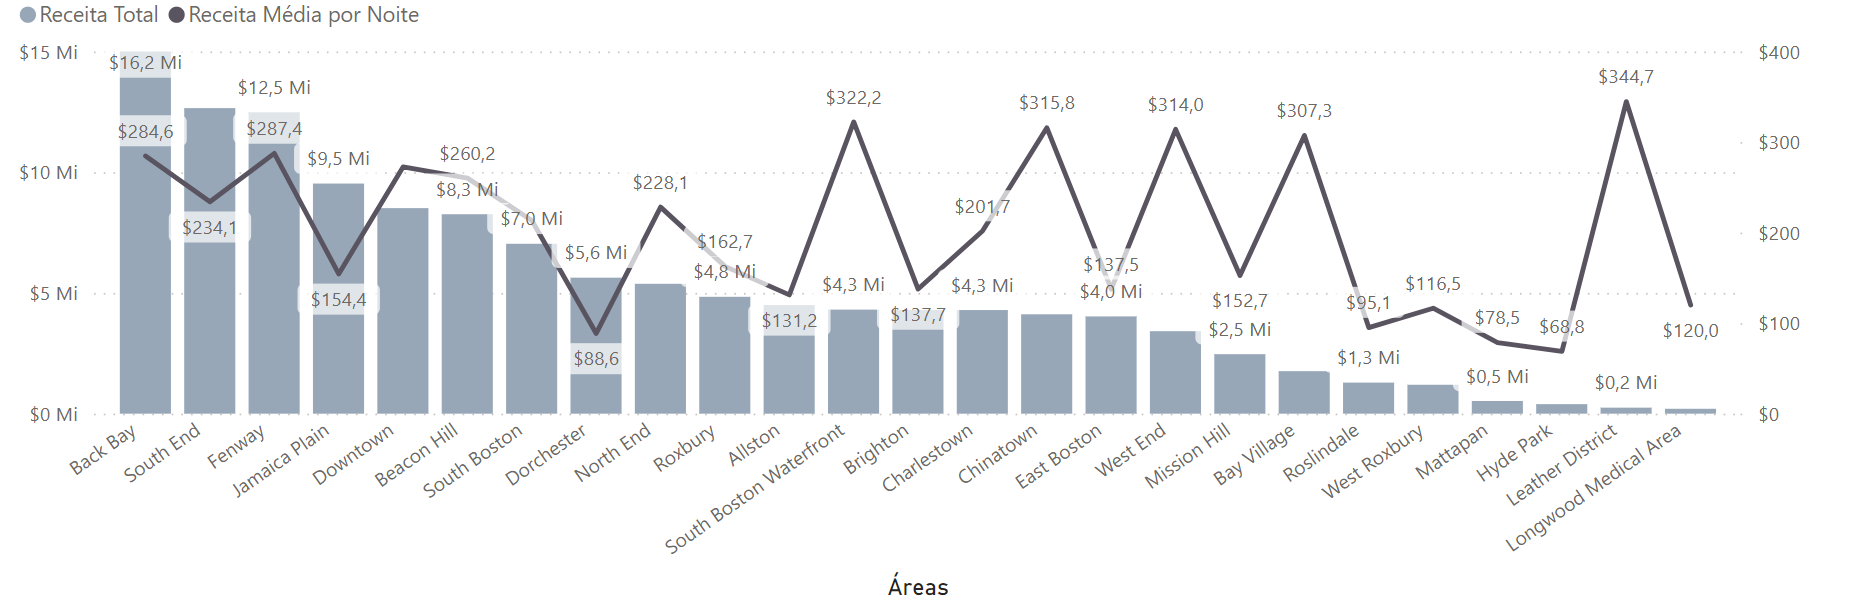 Receita Total Receita Média por Noite
$15 Mi
$10 Mi
$5 Mi
$0 Mi
$400
$300
$200
$100
$0
$16,2 Mi
$12,5 Mi
$9,5 Mi
$8,3 Mi
$7,0 Mi
$5,6 Mi
$4,8 Mi
$4,3 Mi
$4,3 Mi
$4,0 Mi
$2,5 Mi
$1,3 Mi
$0,5 Mi
$0,2 Mi
$284,6
$234,1
$287,4
$154,4
$260,2
$88,6
$228,1
$162,7
$131,2
$322,2
$137,7
$201,7
$315,8
$137,5
$314,0
$152,7
$307,3
$95,1
$116,5
$78,5
$68,8
$344,7
$120,0
Back Bay
South End
Fenway
Jamaica Plain
Downtown
Beacon Hill
South Boston
Dorchester
North End
Roxbury
Allston
South Boston Waterfront
Brighton
Charlestown
Chinatown
East Boston
West End
Mission Hill
Bay Village
Roslindale
West Roxbury
Mattapan
Hyde Park
Leather District
Longwood Medical Area
Áreas